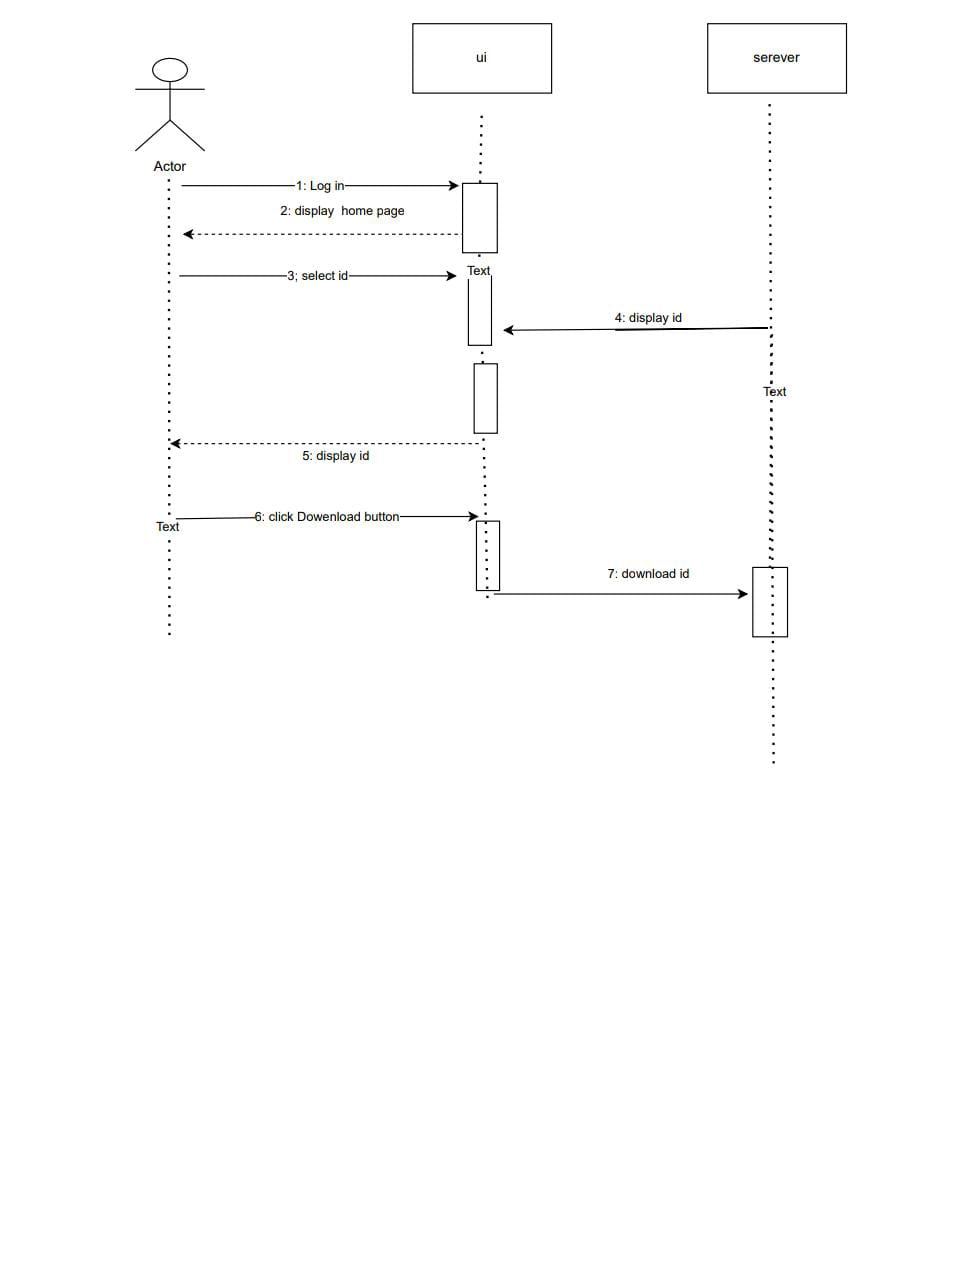 ui
serever
Actor
1: Log in
2: display  home page
Text
3; select id
4: display id
Text
5: display id
6: click Dowenload button
Text
7: download id